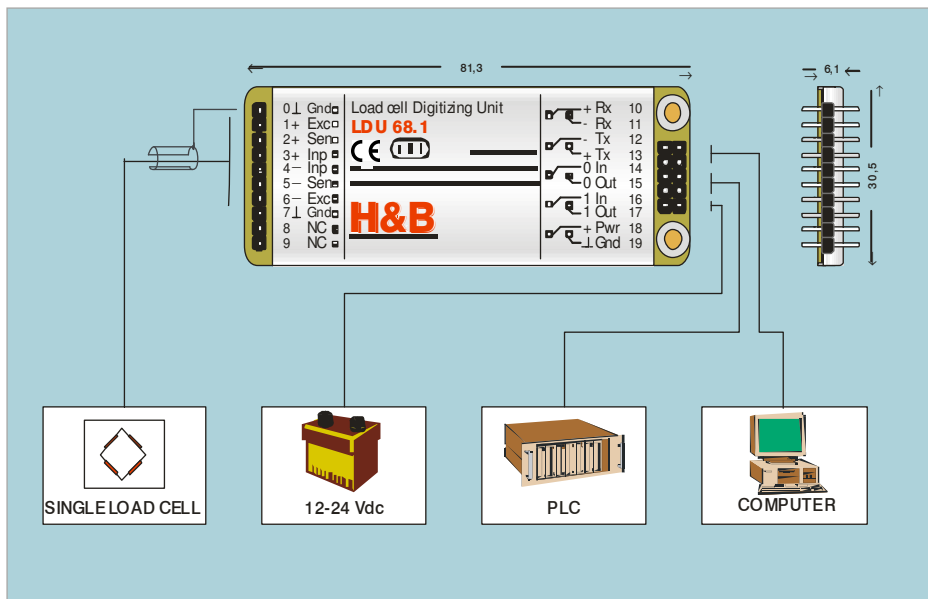 81,3
6,1
30,5
0⊥ Gnd
1+ Exc
2+ Sen
3+ Inp
4− Inp
5− Sen
6− Exc
7⊥ Gnd
8 NC
9 NC
Load cell Digitizing Unit
LDU 68.1
CE
H&B
+ Rx 10
- Rx 11
- Tx 12
+ Tx 13
0 In 14
0 Out 15
1 In 16
1 Out 17
+ Pwr 18
⊥ Gnd 19
SINGLE LOAD CELL
12-24 Vdc
PLC
COMPUTER